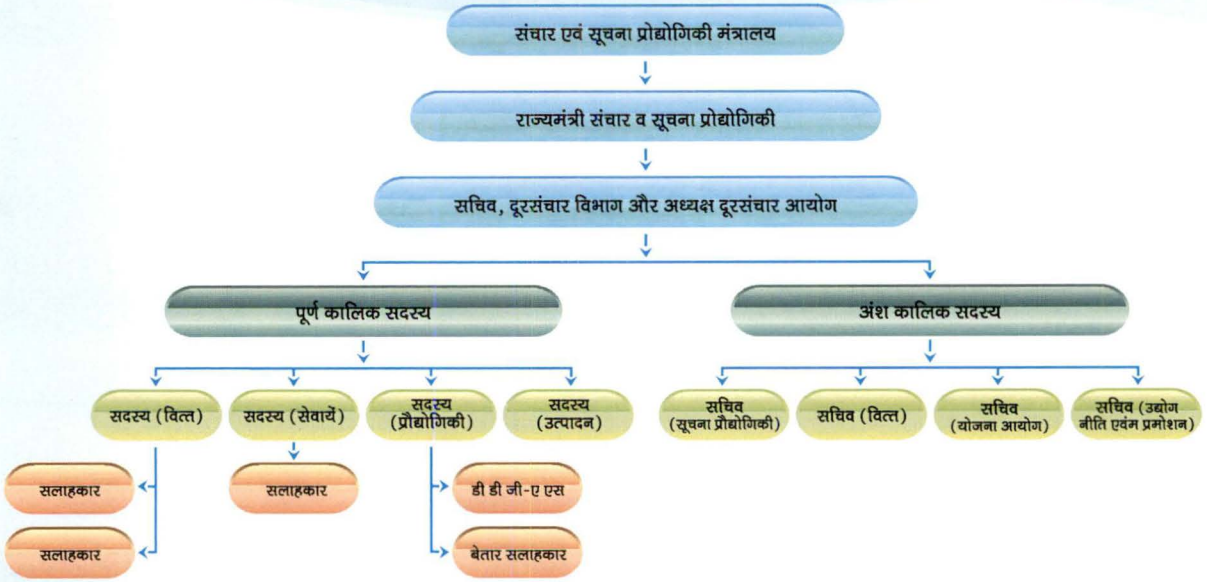 संचार एवं सूचना प्रोद्योगिकी मंत्रालय
राज्यमंत्री संचार व सूचना प्रोद्योगिकी
सचिव, दूरसंचार विभाग और अध्यक्ष दूरसंचार आयोग
पूर्ण कालिक सदस्य
अंश कालिक सदस्य
सदस्य (वित्त)
सदस्य (सेवायें)
सदस्य
(प्रौद्योगिकी)
सदस्य
(उत्पादन)
सचिव
(सूचना प्रौद्योगिकी)
सचिव (वित्त)
सचिव
(योजना आयोग)
सचिव (उद्योग
नीति एवंम प्रमोशन)
सलाहकार
सलाहकार
डी डी जी-ए एस
सलाहकार
बेतार सलाहकार